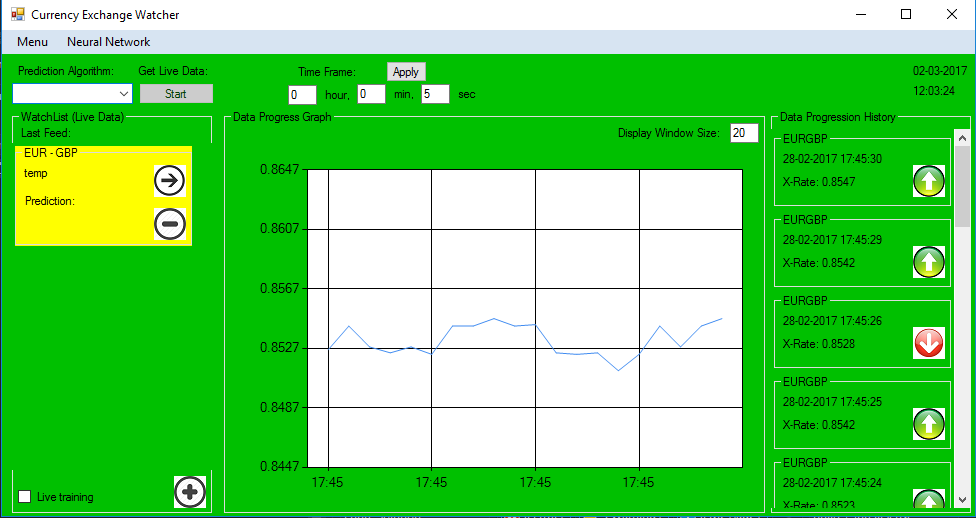 Currency Exchange Watcher
Menu Neural Network
Prediction Algorithm: Get Live Data:
Start
Time Frame: Apply
0 hour, 0 min, 5 sec
02-03-2017
12:03:24
WatchList (Live Data)
Last Feed:
EUR - GBP
temp
Prediction:
Live training
Data Progress Graph
Display Window Size: 20
0.8647
0.8607
0.8567
0.8527
0.8487
0.8447
17:45 17:45 17:45 17:45
Data Progression History
EURGBP
28-02-2017 17:45:30
X-Rate: 0.8547
EURGBP
28-02-2017 17:45:29
X-Rate: 0.8542
EURGBP
28-02-2017 17:45:26
X-Rate: 0.8528
EURGBP
28-02-2017 17:45:25
X-Rate: 0.8542
EURGBP
28-02-2017 17:45:24
X-Rate: 0.8523